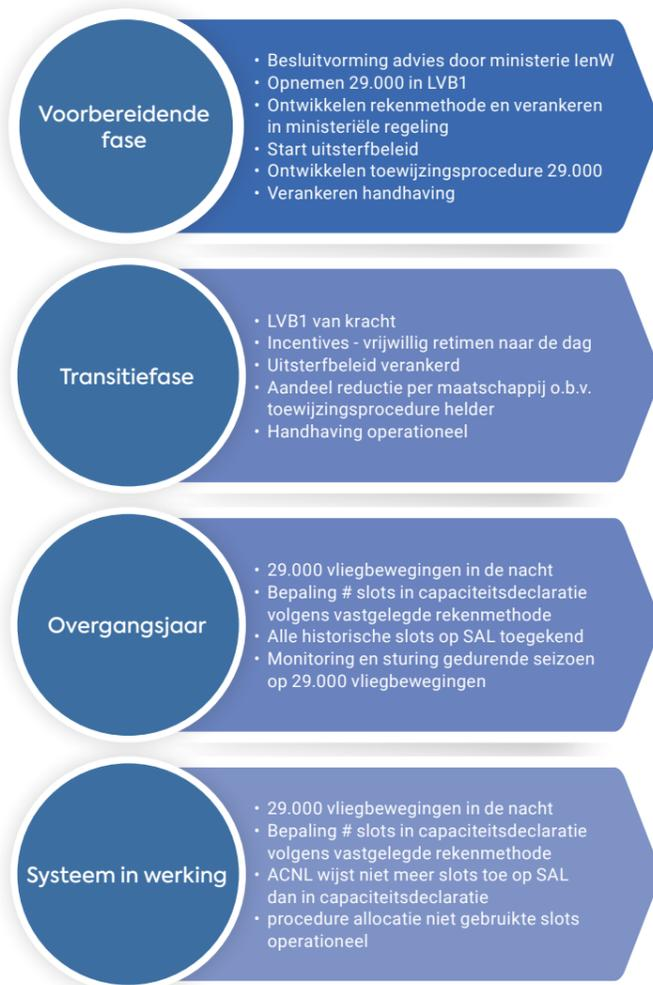 Voorbereidende
fase
• Besluitvorming advies door ministerie IenW
• Opnemen 29.000 in LVB1
• Ontwikkelen rekenmethode en verankeren
in ministeriële regeling
• Start uitsterfbeleid
• Ontwikkelen toewijzingsprocedure 29.000
• Verankeren handhaving
Transitiefase
• LVB1 van kracht
• Incentives - vrijwillig retimen naar de dag
• Uitsterfbeleid verankerd
• Aandeel reductie per maatschappij o.b.v.
toewijzingsprocedure helder
• Handhaving operationeel
Overgangsjaar
• 29.000 vliegbewegingen in de nacht
• Bepaling # slots in capaciteitsdeclaratie
volgens vastgelegde rekenmethode
• Alle historische slots op SAL toegekend
• Monitoring en sturing gedurende seizoen
op 29.000 vliegbewegingen
Systeem in werking
• 29.000 vliegbewegingen in de nacht
• Bepaling # slots in capaciteitsdeclaratie
volgens vastgelegde rekenmethode
• ACNL wijst niet meer slots toe op SAL
dan in capaciteitsdeclaratie
• procedure allocatie niet gebruikte slots
operationeel